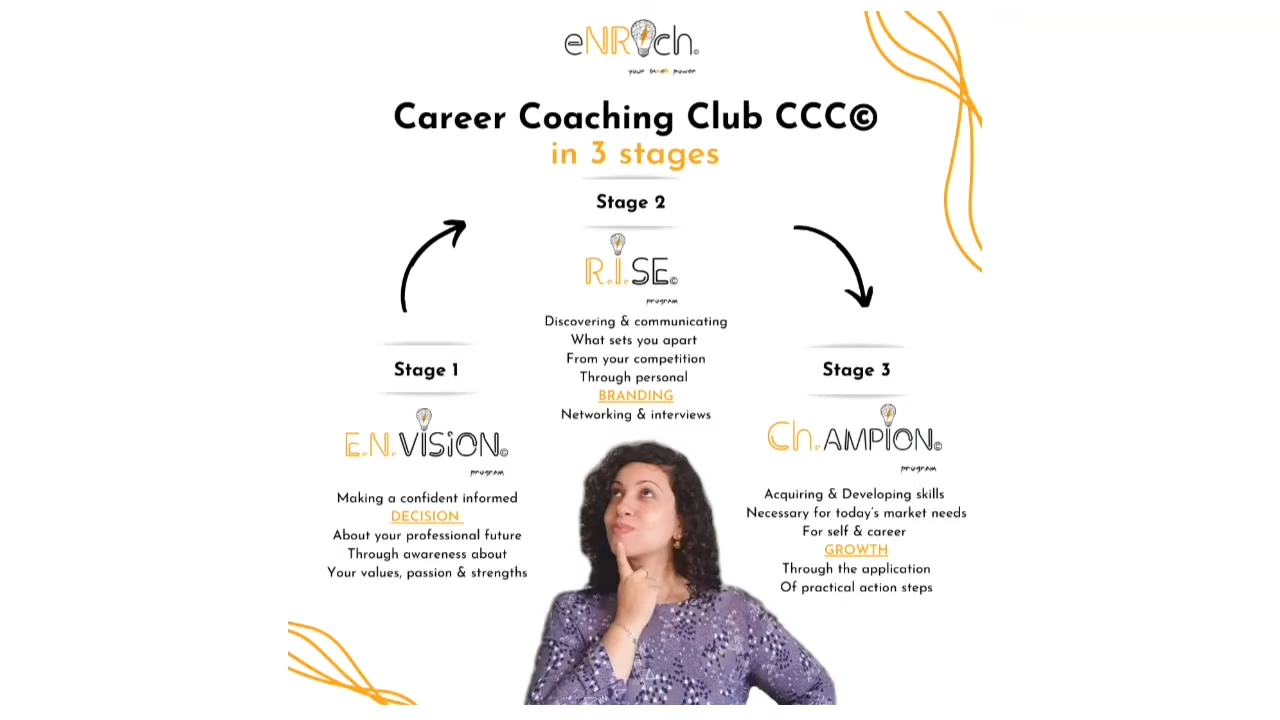 eNRich©
your inner power
Career Coaching Club CCC©
in 3 stages
Stage 2
R.I.SE©
program
Discovering & communicating
What sets you apart
From your competition
Through personal
BRANDING
Networking & interviews
Stage 1
E.N.ViSiON©
program
Making a confident informed
DECISION
About your professional future
Through awareness about
Your values, passion & strengths
Stage 3
Ch.AMPiON©
program
Acquiring & Developing skills
Necessary for today's market needs
For self & career
GROWTH
Through the application
Of practical action steps